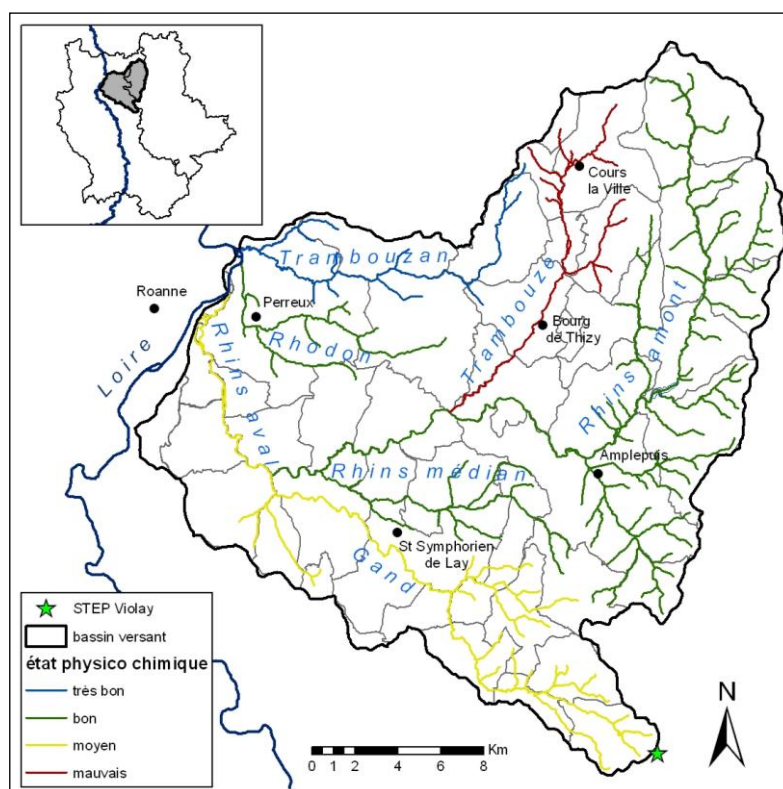 Cours
la Ville
Trambouzan
Roanne
Perreux
Rhodon
Trambouze
Bourg
de Thizy
Rhins amont
Loire
Rhins aval
Rhins médian
Amplepuis
St Symphorien
de Lay
Gand
STEP Violay
bassin versant
état physico chimique
très bon
bon
moyen
mauvais
N
Km
0 1 2 4 6 8